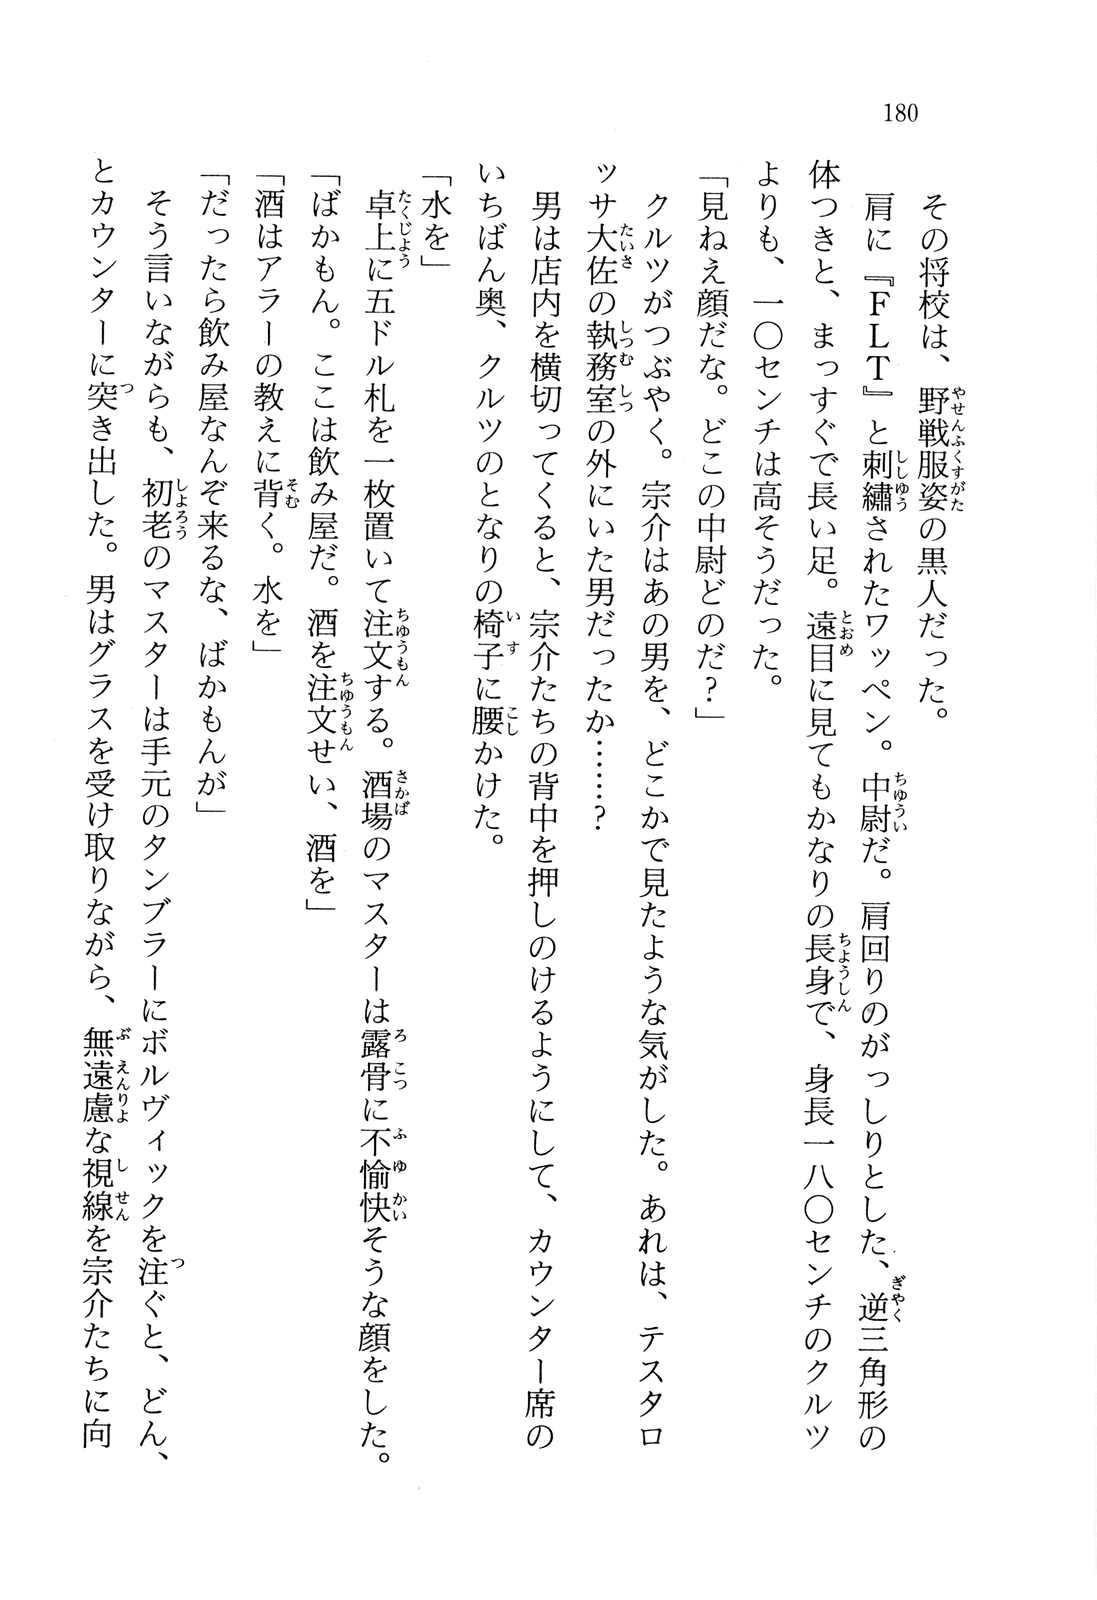 180
その将校は、野戦服姿の黒人だった。
肩に『ＦＬＴ』と刺繡されたワッペン。中尉だ。肩回りのがっしりとした、逆三角形の
体つきと、まっすぐで長い足。遠目に見てもかなりの長身で、身長一八〇センチのクルツ
よりも、一〇センチは高そうだった。
「見ねえ顔だな。どこの中尉どのだ？」
クルツがつぶやく。宗介はあの男を、どこかで見たような気がした。あれは、テスタロ
ッサ大佐の執務室の外にいた男だったか……？
男は店内を横切ってくると、宗介たちの背中を押しのけるようにして、カウンター席の
いちばん奥、クルツのとなりの椅子に腰かけた。
「水を」
卓上に五ドル札を一枚置いて注文する。酒場のマスターは露骨に不愉快そうな顔をした。
「ばかもん。ここは飲み屋だ。酒を注文せい、酒を」
「酒はアラーの教えに背く。水を」
「だったら飲み屋なんぞ来るな、ばかもんが」
そう言いながらも、初老のマスターは手元のタンブラーにボルヴィックを注ぐと、どん、
とカウンターに突き出した。男はグラスを受け取りながら、無遠慮な視線を宗介たちに向